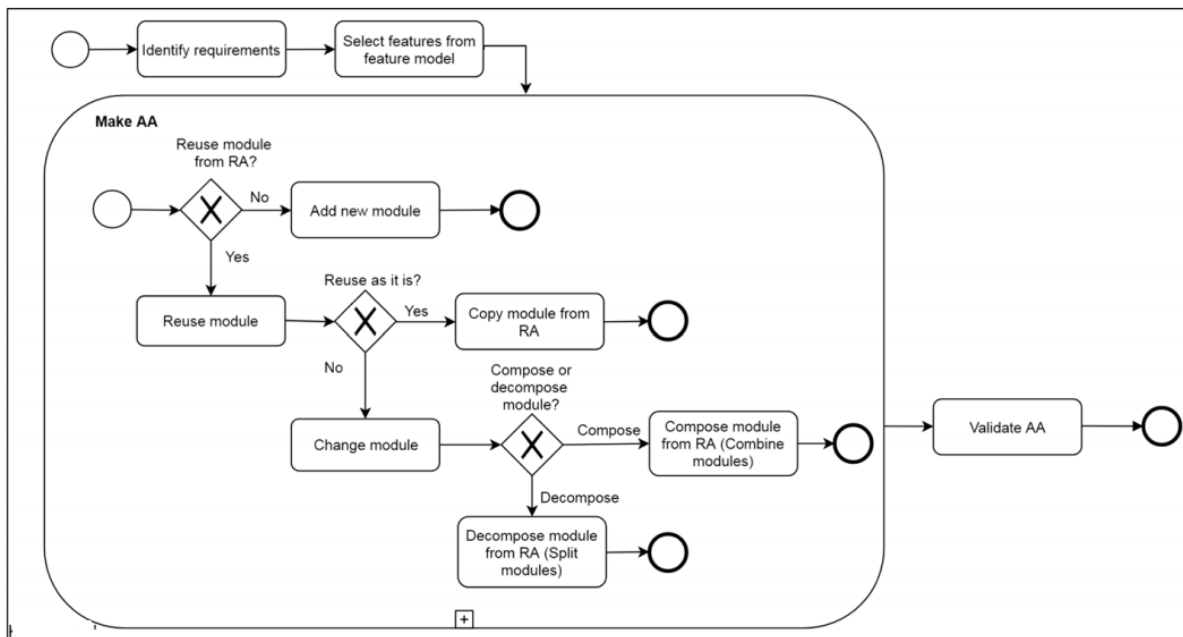 Identify requirements
Select features from
feature model
Make AA
Reuse module
from RA?
No
Add new module
Yes
Reuse module
Reuse as it is?
Yes
Copy module from
RA
No
Change module
Compose or
decompose
module?
Compose
Compose module
from RA (Combine
modules)
Validate AA
Decompose
Decompose module
from RA (Split
modules)